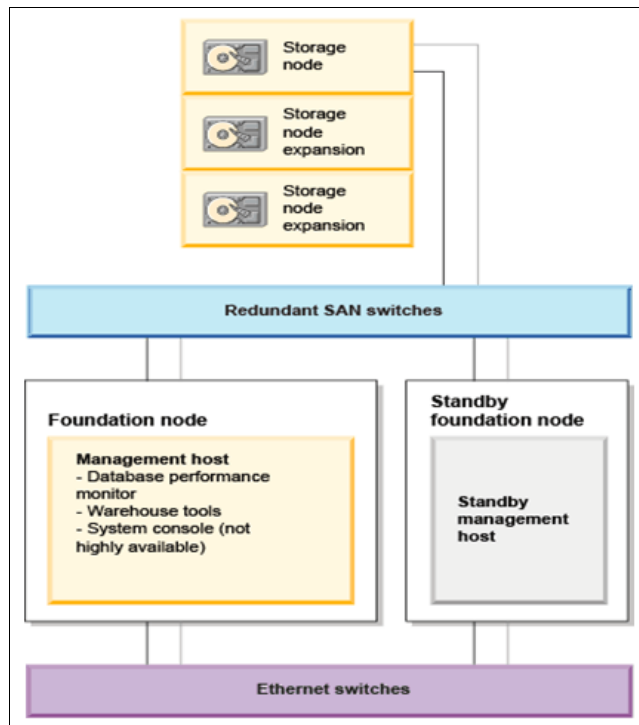 Storage
node
Storage
node
expansion
Storage
node
expansion
Redundant SAN switches
Foundation node
Management host
- Database performance
monitor
- Warehouse tools
- System console (not
highly available)
Standby
foundation node
Standby
management
host
Ethernet switches